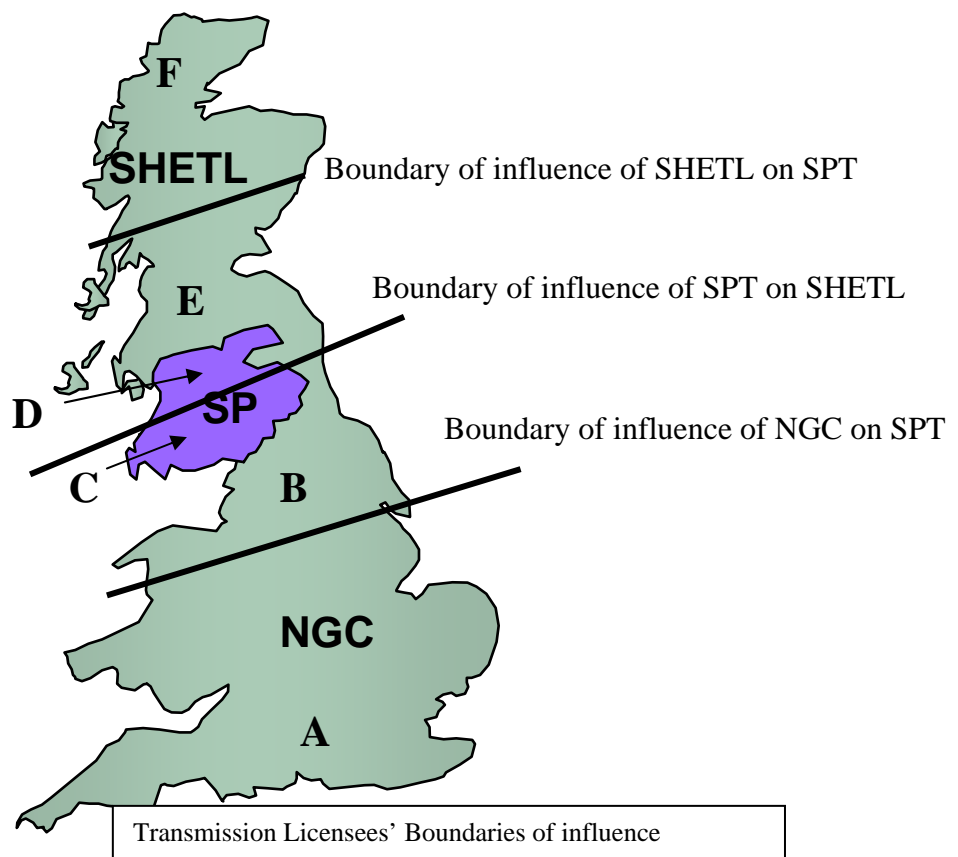 F
SHETL
Boundary of influence of SHETL on SPT
E
Boundary of influence of SPT on SHETL
D
SP
Boundary of influence of NGC on SPT
C
B
NGC
A
Transmission Licensees’ Boundaries of influence